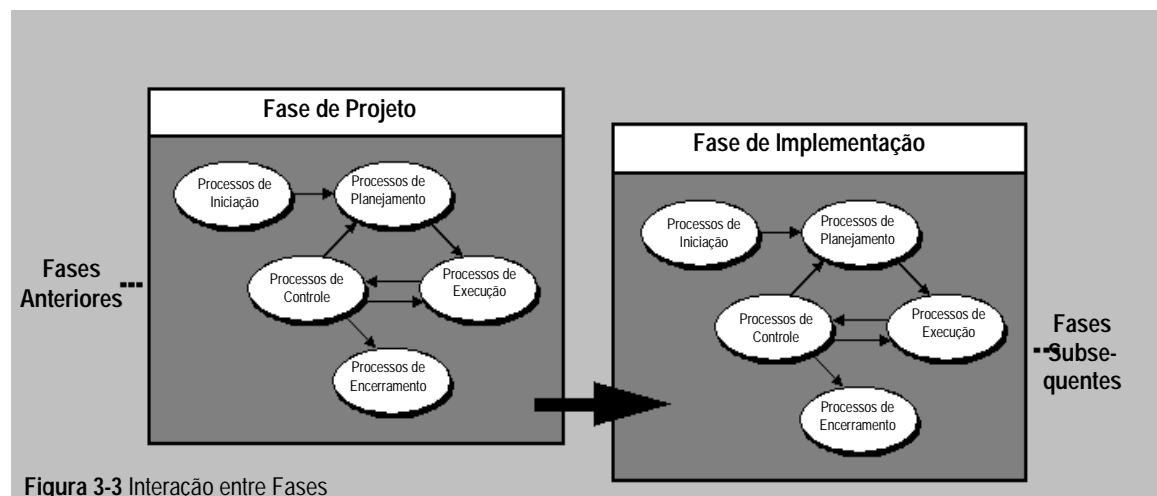 Fase de Projeto
Processos de
Iniciação
Processos de
Planejamento
Processos de
Controle
Processos de
Execução
Processos de
Encerramento
Fases
Anteriores
Fase de Implementação
Processos de
Iniciação
Processos de
Planejamento
Processos de
Controle
Processos de
Execução
Processos de
Encerramento
Fases
Subse-
quentes
Figura 3-3 Interação entre Fases